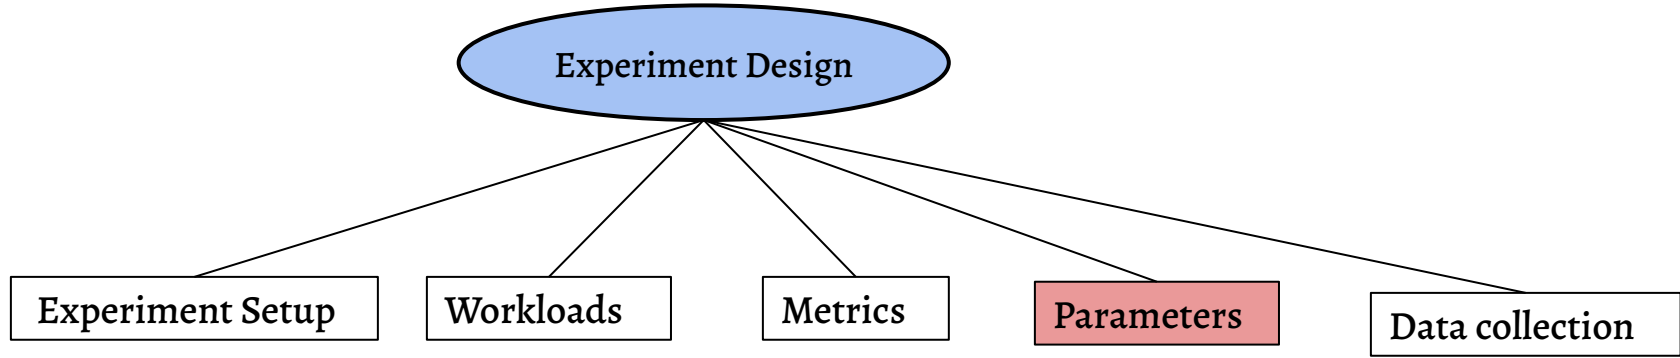 Experiment Design
Experiment Setup
Workloads
Metrics
Parameters
Data collection